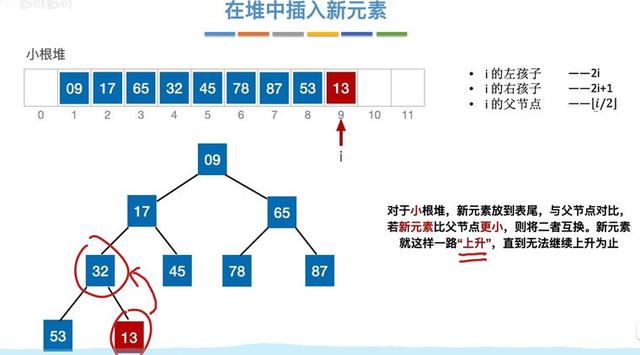 BiliBili
在堆中插入新元素
小根堆
09 17 65 32 45 78 87 53 13
0 1 2 3 4 5 6 7 8 9 10 11
i
• i 的左孩子 ——2i
• i 的右孩子 ——2i+1
• i 的父节点 ——⌊i/2⌋
09
17 65
32 45 78 87
53 13
对于小根堆，新元素放到表尾，与父节点对比，
若新元素比父节点更小，则将二者互换。新元素
就这样一路“上升”，直到无法继续上升为止